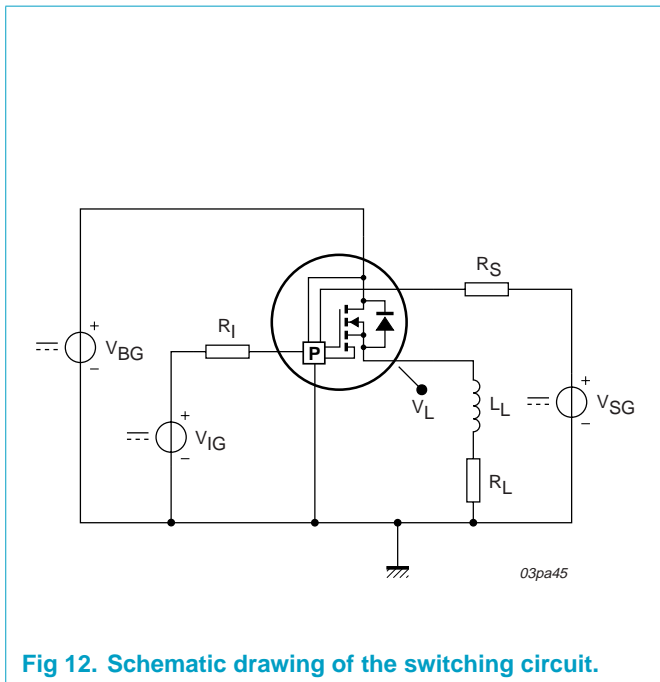 R_S
R_I
P
+
V_BG
–
+
V_IG
–
V_L
L_L
+
V_SG
–
R_L
03pa45
Fig 12. Schematic drawing of the switching circuit.